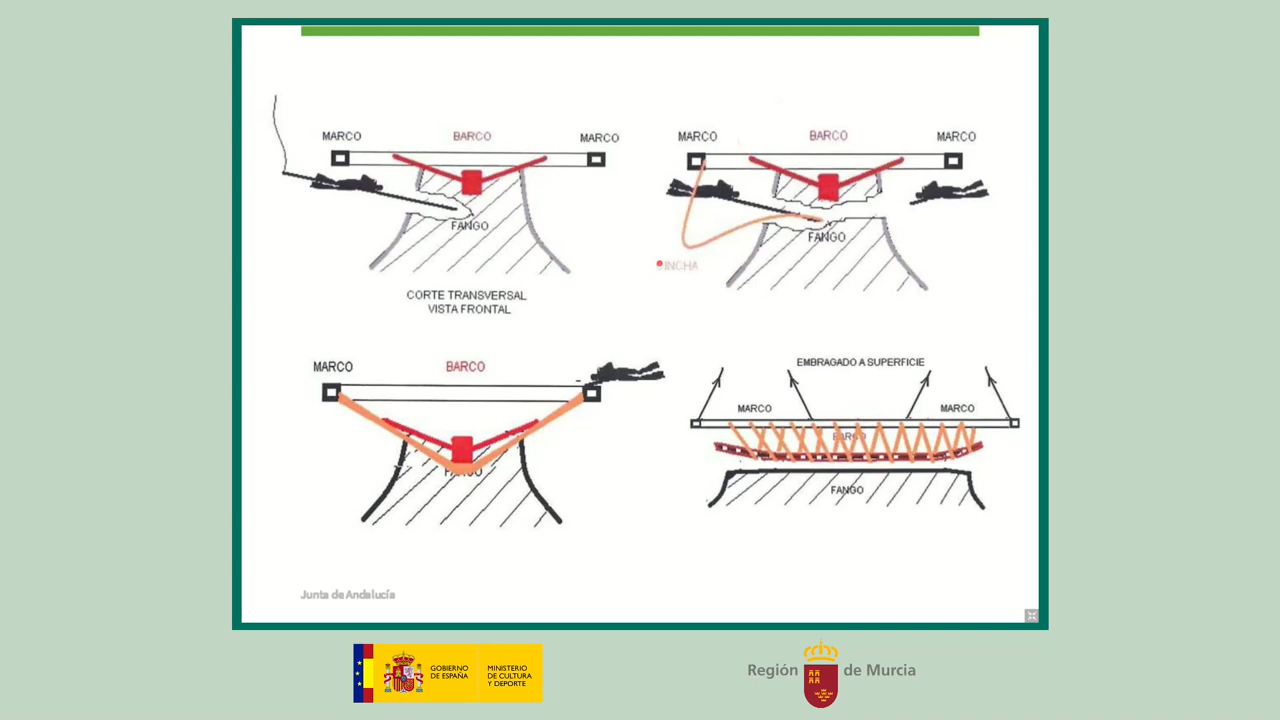 MARCO BARCO MARCO
FANGO
CORTE TRANSVERSAL
VISTA FRONTAL
MARCO BARCO MARCO
FANGO
INCHA
MARCO BARCO
FANGO
EMBRAGADO A SUPERFICIE
MARCO MARCO
BARCO
FANGO
Junta de Andalucía
GOBIERNO
DE ESPAÑA
MINISTERIO
DE CULTURA
Y DEPORTE
Región de Murcia